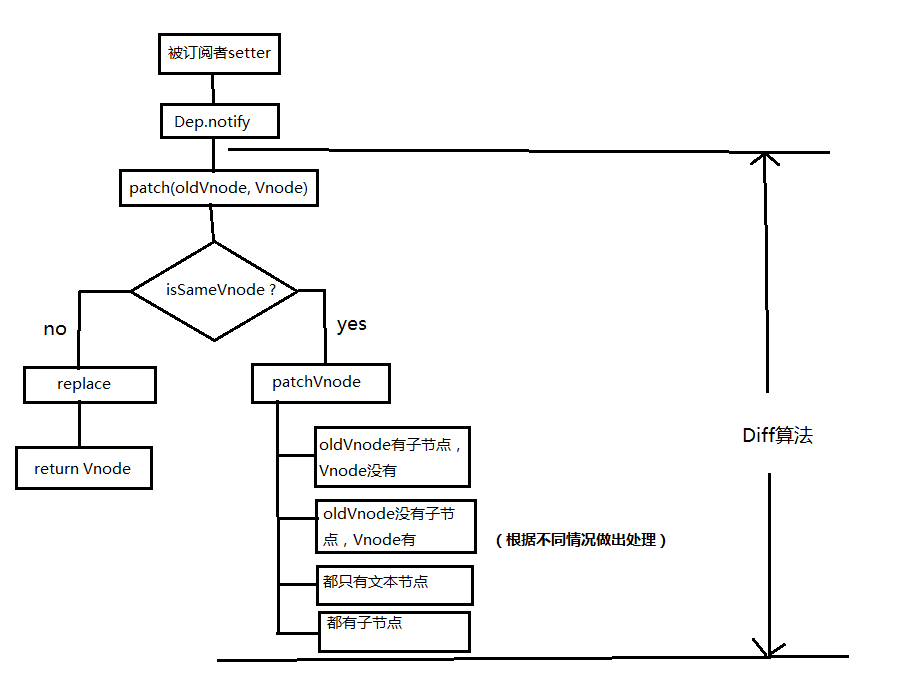 被订阅者setter
Dep.notify
patch(oldVnode, Vnode)
isSameVnode ?
no
yes
replace
patchVnode
return Vnode
oldVnode有子节点，
Vnode没有
oldVnode没有子节
点，Vnode有
（根据不同情况做出处理）
都只有文本节点
都有子节点
Diff算法